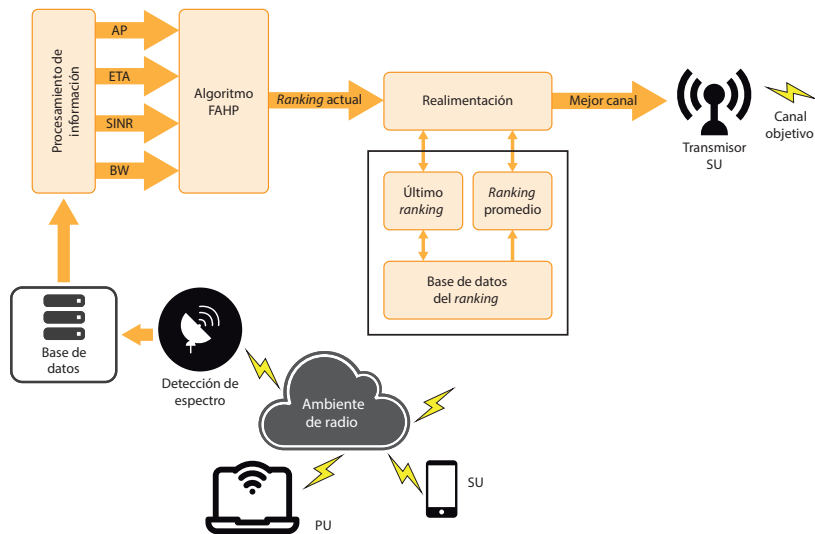 Procesamiento de
información
AP
ETA
SINR
BW
Algoritmo
FAHP
Ranking actual
Realimentación
Mejor canal
Transmisor
SU
Canal
objetivo
Último
ranking
Ranking
promedio
Base de datos
del ranking
Base de
datos
Detección de
espectro
Ambiente
de radio
PU
SU